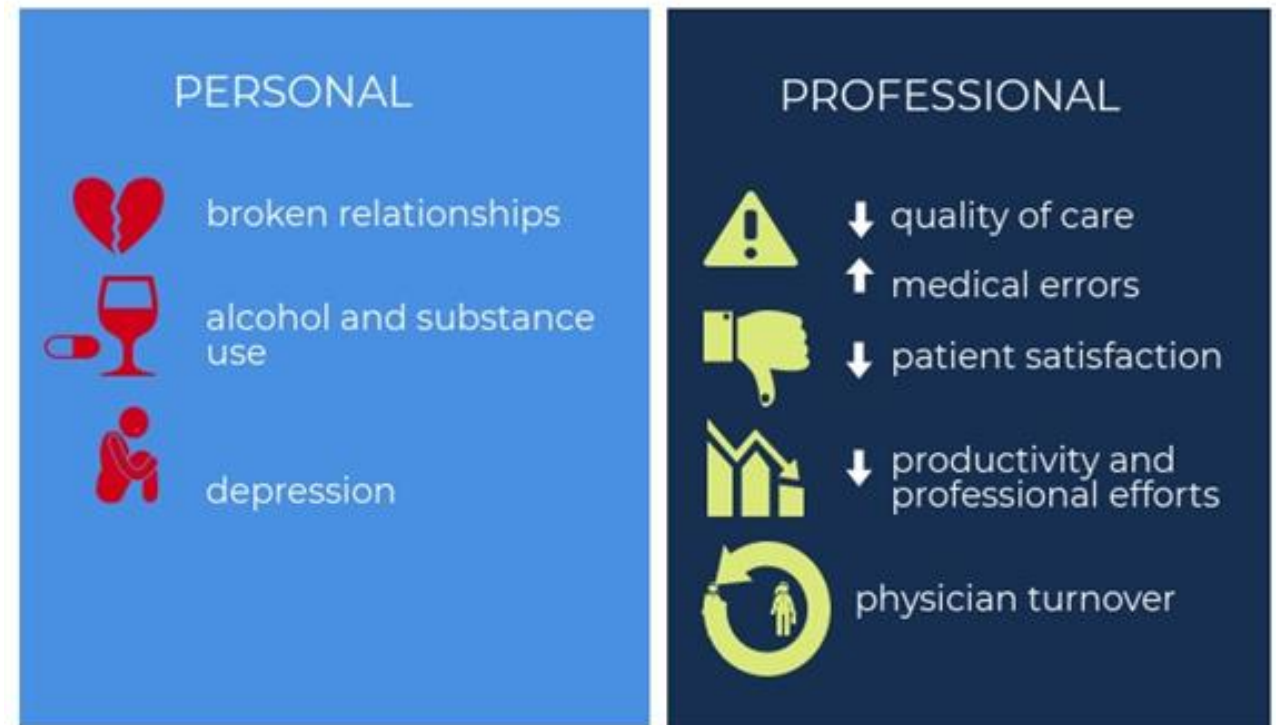 PERSONAL
broken relationships
alcohol and substance
use
depression
PROFESSIONAL
quality of care
medical errors
patient satisfaction
productivity and
professional efforts
physician turnover